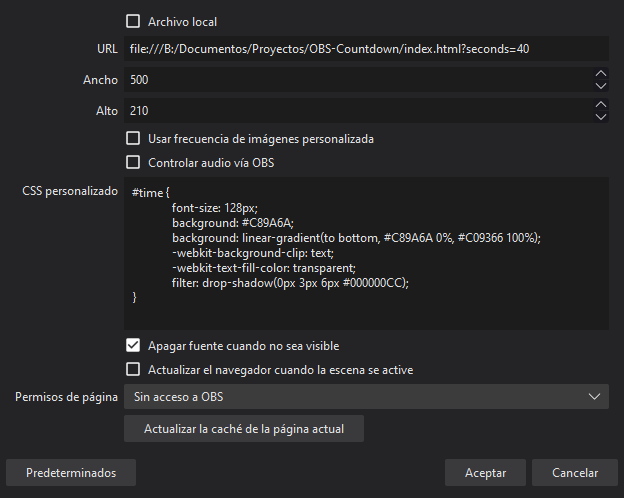 Archivo local
URL file:///B:/Documentos/Proyectos/OBS-Countdown/index.html?seconds=40
Ancho 500
Alto 210
Usar frecuencia de imágenes personalizada
Controlar audio vía OBS
CSS personalizado #time {
font-size: 128px;
background: #C89A6A;
background: linear-gradient(to bottom, #C89A6A 0%, #C09366 100%);
-webkit-background-clip: text;
-webkit-text-fill-color: transparent;
filter: drop-shadow(0px 3px 6px #000000CC);
}
Apagar fuente cuando no sea visible
Actualizar el navegador cuando la escena se active
Permisos de página Sin acceso a OBS
Actualizar la caché de la página actual
Predeterminados Aceptar Cancelar